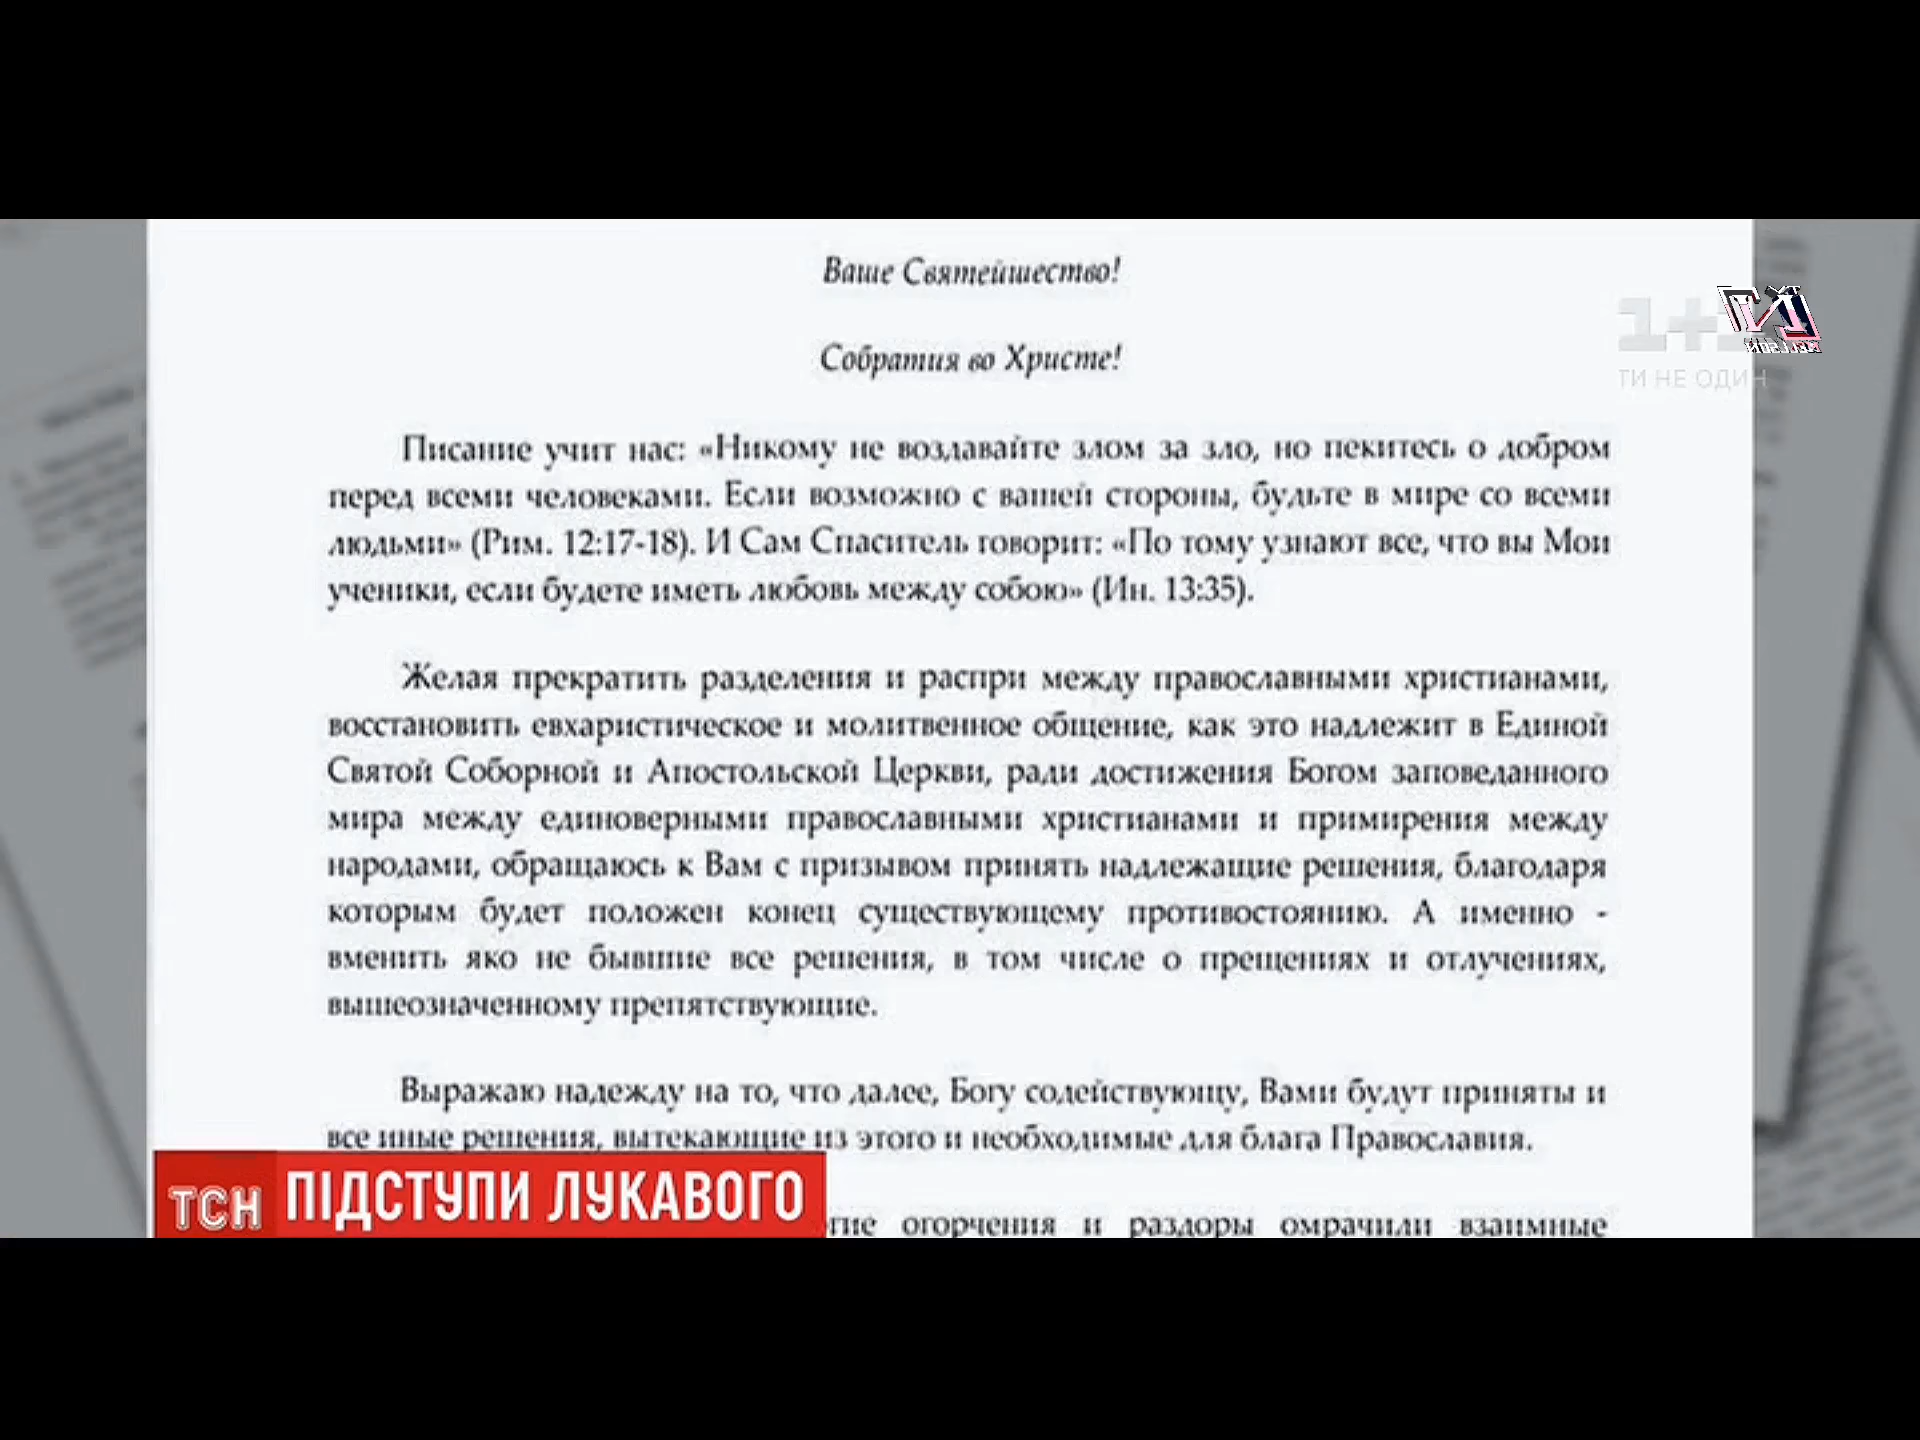 Ваше Святейшество!
Собратия во Христе!
1+1
ТИ НЕ ОДИН
Писание учит нас: «Никому не воздавайте злом за зло, но пекитесь о добром
перед всеми человеками. Если возможно с вашей стороны, будьте в мире со всеми
людьми» (Рим. 12:17-18). И Сам Спаситель говорит: «По тому узнают все, что вы Мои
ученики, если будете иметь любовь между собою» (Ин. 13:35).
Желая прекратить разделения и распри между православными христианами,
восстановить евхаристическое и молитвенное общение, как это надлежит в Единой
Святой Соборной и Апостольской Церкви, ради достижения Богом заповеданного
мира между единоверными православными христианами и примирения между
народами, обращаюсь к Вам с призывом принять надлежащие решения, благодаря
которым будет положен конец существующему противостоянию. А именно -
вменить яко не бывшие все решения, в том числе о прещениях и отлучениях,
вышеозначенному препятствующие.
Выражаю надежду на то, что далее, Богу содействующу, Вами будут приняты и
все иные решения, вытекающие из этого и необходимые для блага Православия.
огорчения и раздоры омрачили взаимные
ТСН ПІДСТУПИ ЛУКАВОГО